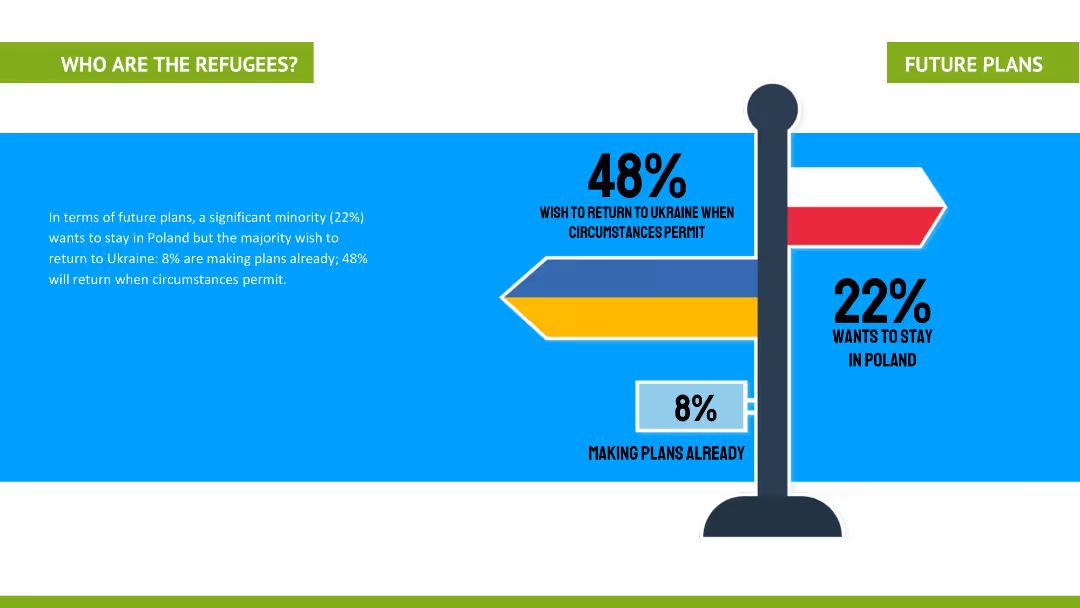 WHO ARE THE REFUGEES?
FUTURE PLANS
In terms of future plans, a significant minority (22%)
wants to stay in Poland but the majority wish to
return to Ukraine: 8% are making plans already; 48%
will return when circumstances permit.
48%
WISH TO RETURN TO UKRAINE WHEN
CIRCUMSTANCES PERMIT
22%
WANTS TO STAY
IN POLAND
8%
MAKING PLANS ALREADY